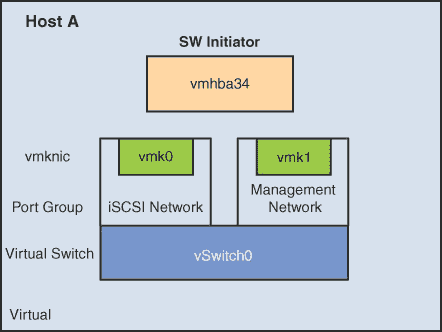 Host A
SW Initiator
vmhba34
vmknic
vmk0
vmk1
Port Group
iSCSI Network
Management
Network
Virtual Switch
vSwitch0
Virtual